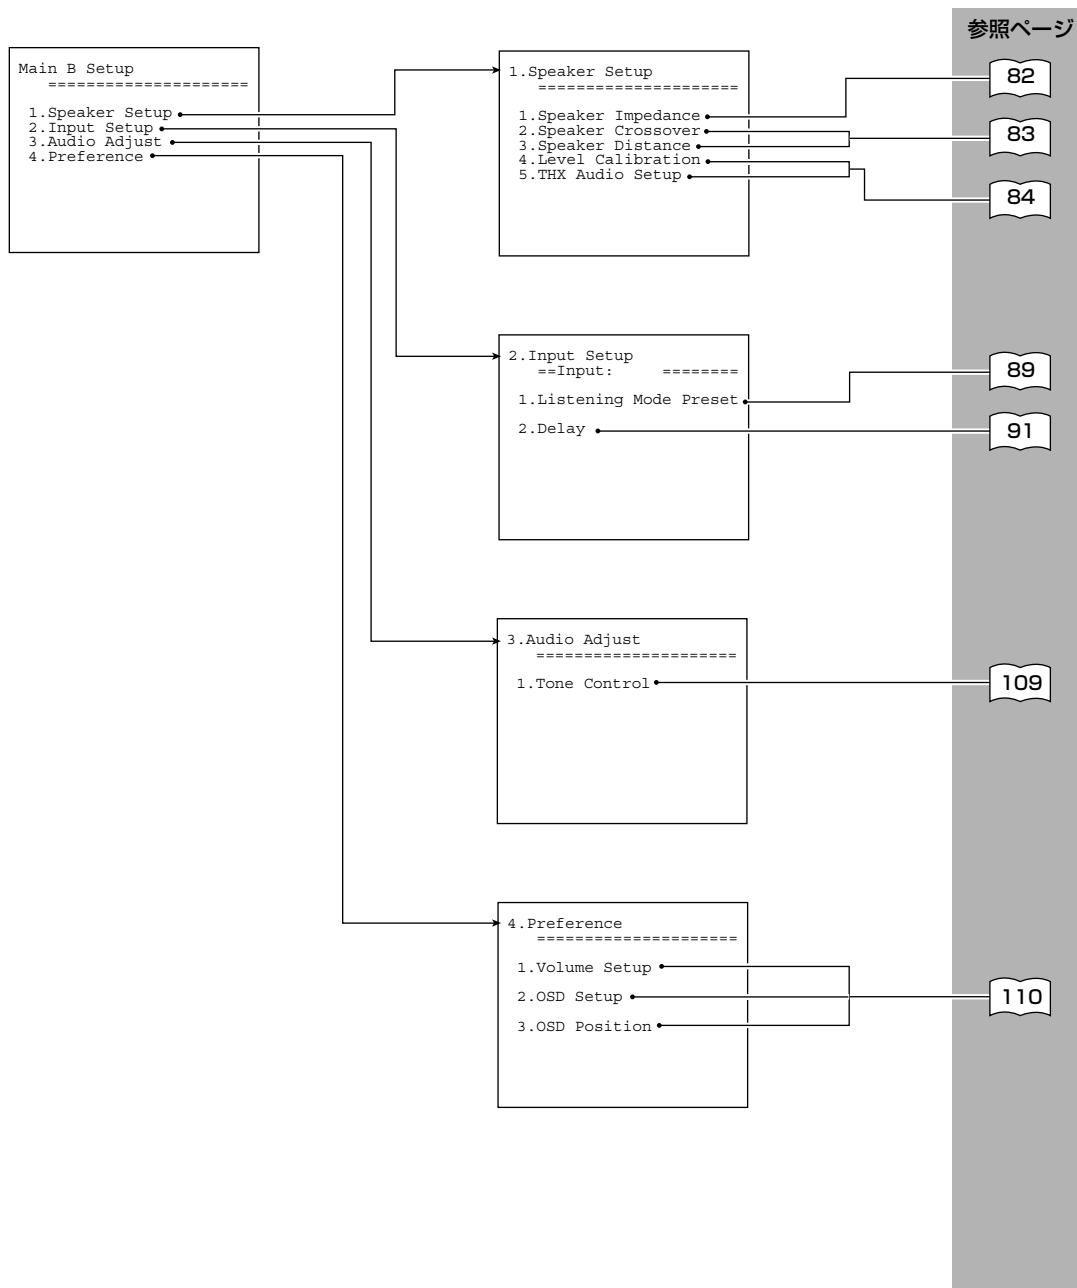 参照ページ
Main B Setup
=====================
1.Speaker Setup
2.Input Setup
3.Audio Adjust
4.Preference
1.Speaker Setup
=====================
1.Speaker Impedance
2.Speaker Crossover
3.Speaker Distance
4.Level Calibration
5.THX Audio Setup
82
83
84
2.Input Setup
==Input: ========
1.Listening Mode Preset
2.Delay
89
91
3.Audio Adjust
=====================
1.Tone Control
109
4.Preference
=====================
1.Volume Setup
2.OSD Setup
3.OSD Position
110